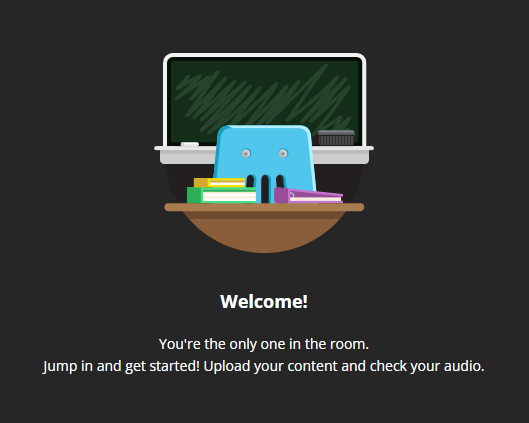 Welcome!
You're the only one in the room.
Jump in and get started! Upload your content and check your audio.